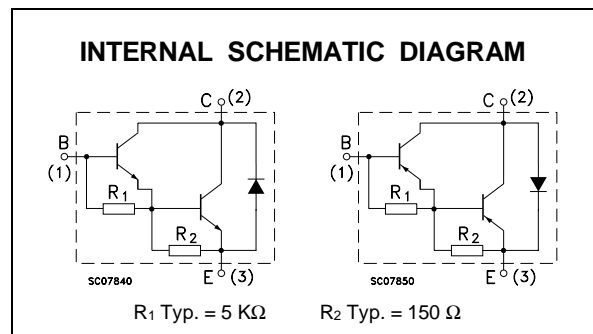 INTERNAL SCHEMATIC DIAGRAM
C (2)
B
(1)
R1
R2
SC07840
E (3)
C (2)
B
(1)
R1
R2
SC07850
E (3)
R1 Typ. = 5 KΩ R2 Typ. = 150 Ω